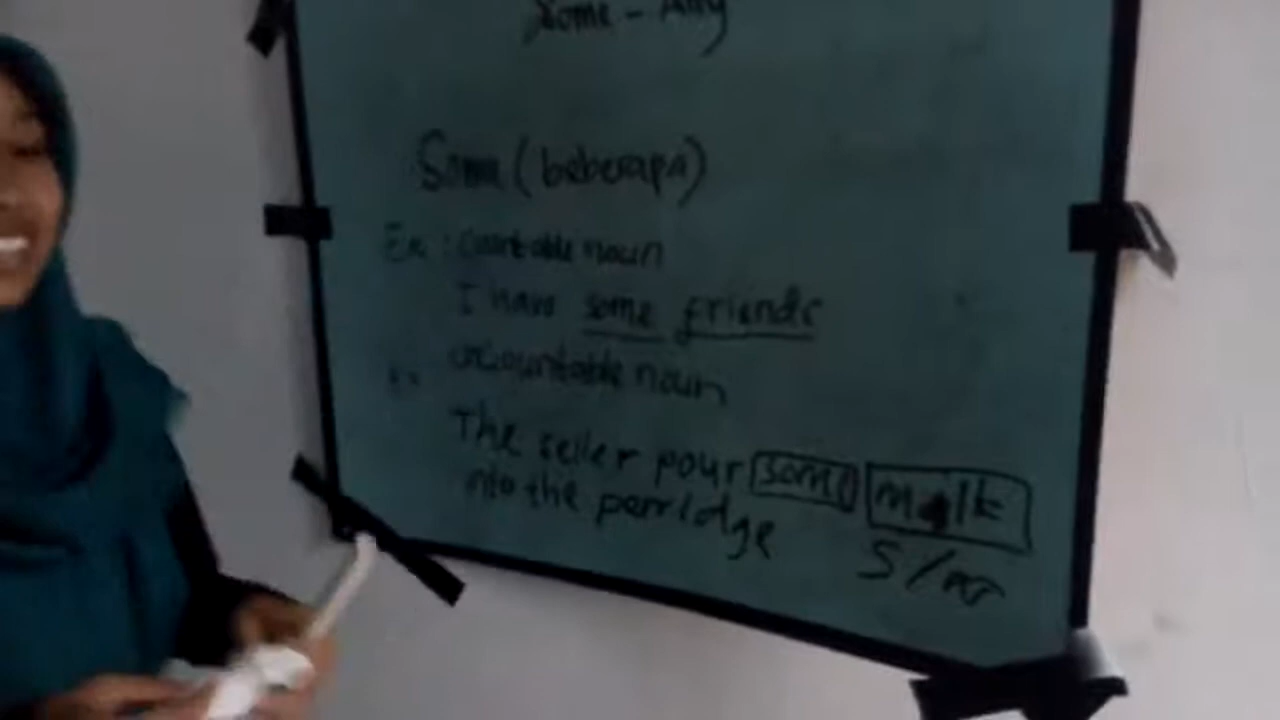 Some - Any
Some (beberapa)
Ex : countable noun
I have some friends
Ex uncountable noun
The seller pour some milk
into the porridge
S /